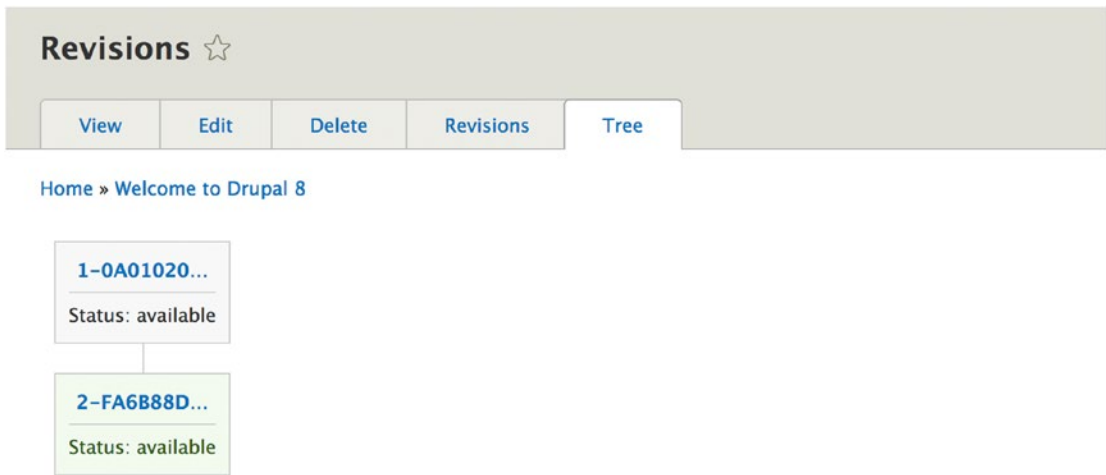 Revisions
View Edit Delete Revisions Tree
Home » Welcome to Drupal 8
1-0A01020...
Status: available
2-FA6B88D...
Status: available